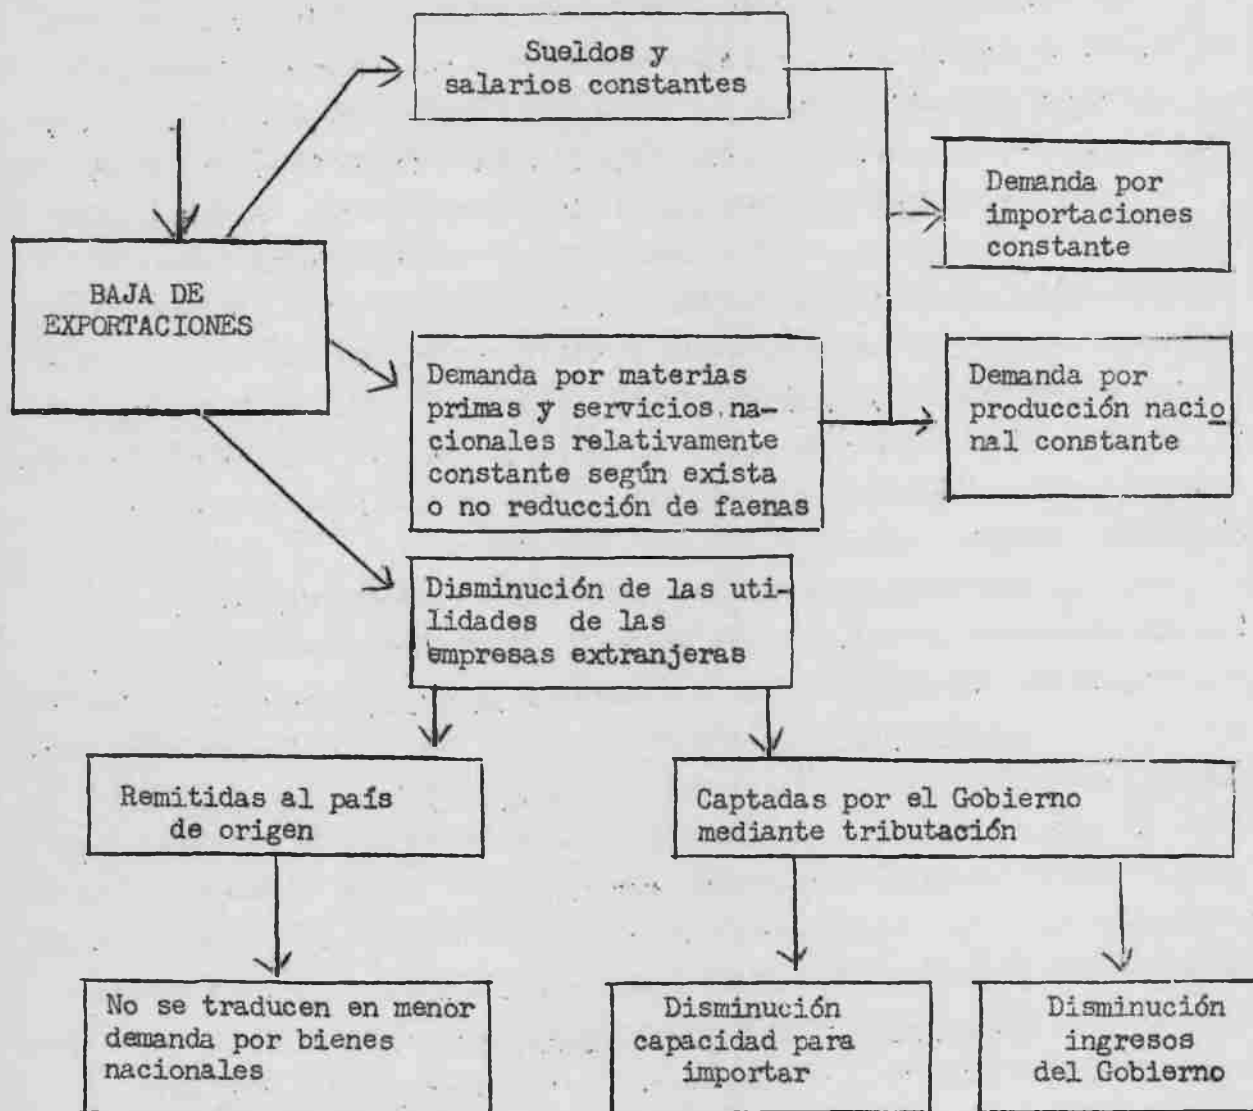 Sueldos y
salarios constantes
Demanda por
importaciones
constante
BAJA DE
EXPORTACIONES
Demanda por materias
primas y servicios na-
cionales relativamente
constante según exista
o no reducción de faenas
Demanda por
producción nacio
nal constante
Disminución de las uti-
lidades de las
empresas extranjeras
Remitidas al país
de origen
Captadas por el Gobierno
mediante tributación
No se traducen en menor
demanda por bienes
nacionales
Disminución
capacidad para
importar
Disminución
ingresos
del Gobierno